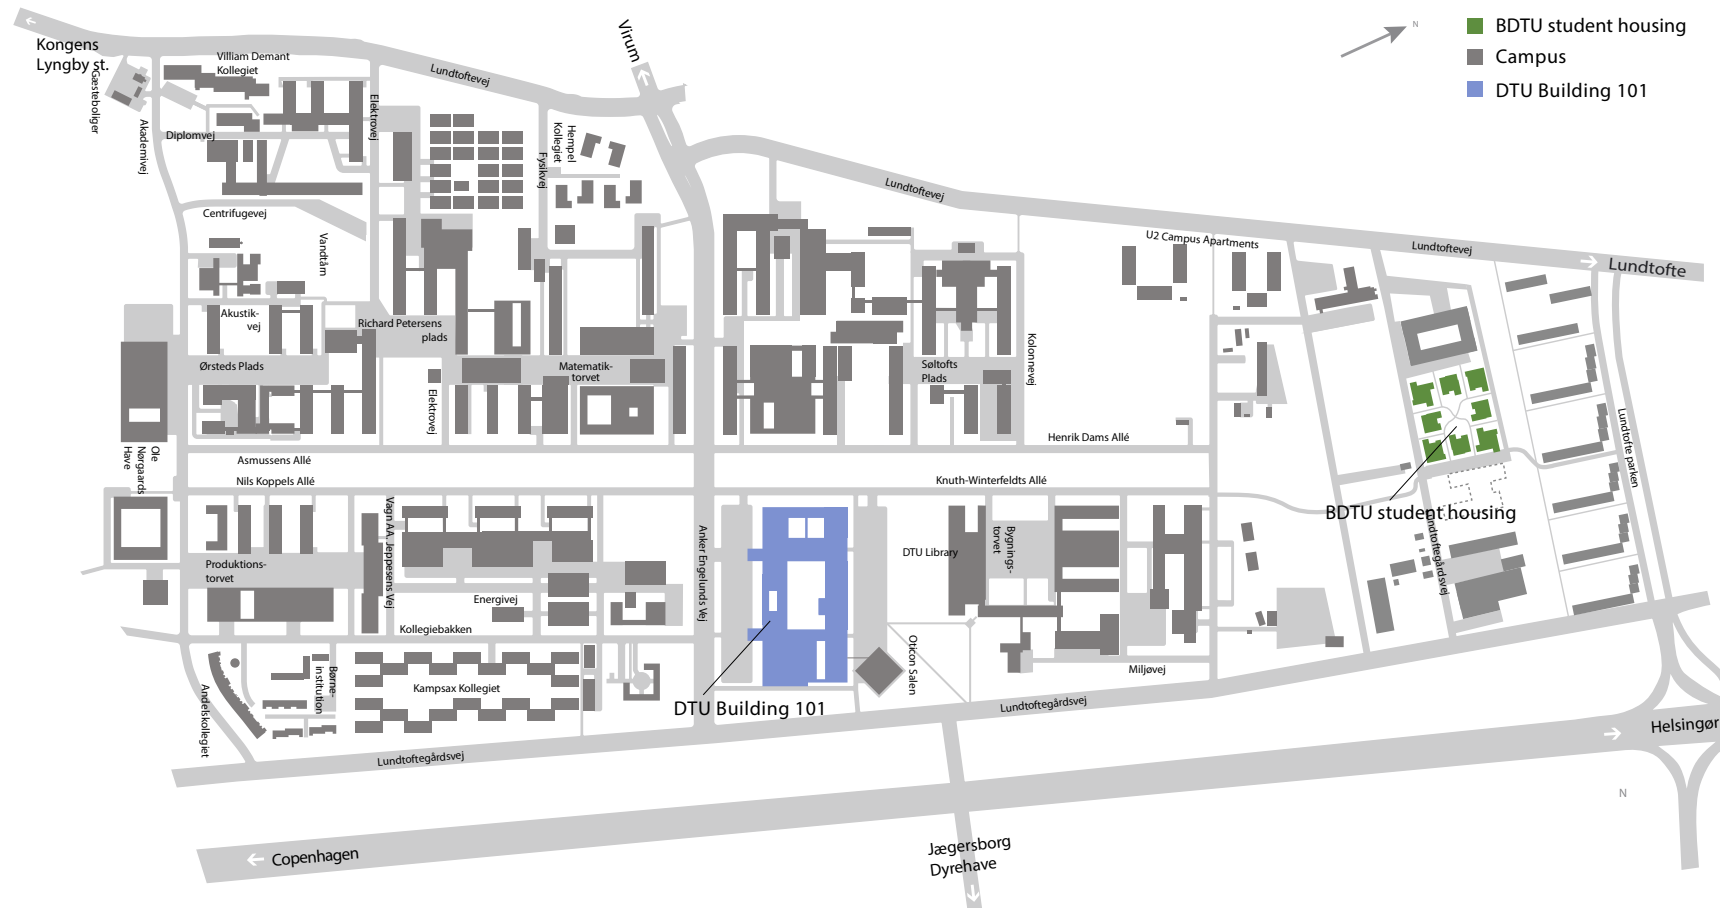 N
BDTU student housing
Campus
DTU Building 101
Kongens
Lyngby st.
Gæsteboliger
Akademivej
Villiam Demant
Kollegiet
Diplomvej
Elektrovej
Lundtoftevej
Virum
Hempel
Kollegiet
Fysikvej
Lundtoftevej
Centrifugevej
Vandtårn
U2 Campus Apartments
Lundtoftevej
Lundtofte
Akustik-
vej
Richard Petersens
plads
Ørsteds Plads
Matematik-
torvet
Elektrovej
Søltofts
Plads
Kolonnevej
Henrik Dams Allé
Lundtofte parken
Ole
Nørgaards
Have
Asmussens Allé
Nils Koppels Allé
Knuth-Winterfeldts Allé
BDTU student housing
Lundtoftegårdsvej
Vagn AA. Jeppesens Vej
Anker Engelunds Vej
DTU Library
Bygnings-
torvet
Produktions-
torvet
Energivej
Kollegiebakken
Oticon Salen
Miljøvej
Andelskollegiet
Børne-
institution
Kampsax Kollegiet
DTU Building 101
Lundtoftegårdsvej
Lundtoftegårdsvej
Helsingør
N
Copenhagen
Jægersborg
Dyrehave